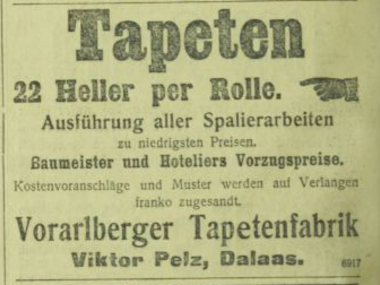 Tapeten
22 Heller per Rolle.
Ausführung aller Spalierarbeiten
zu niedrigsten Preisen.
Baumeister und Hoteliers Vorzugspreise.
Kostenvoranschläge und Muster werden auf Verlangen
franko zugesandt.
Vorarlberger Tapetenfabrik
Viktor Pelz, Dalaas. 6917